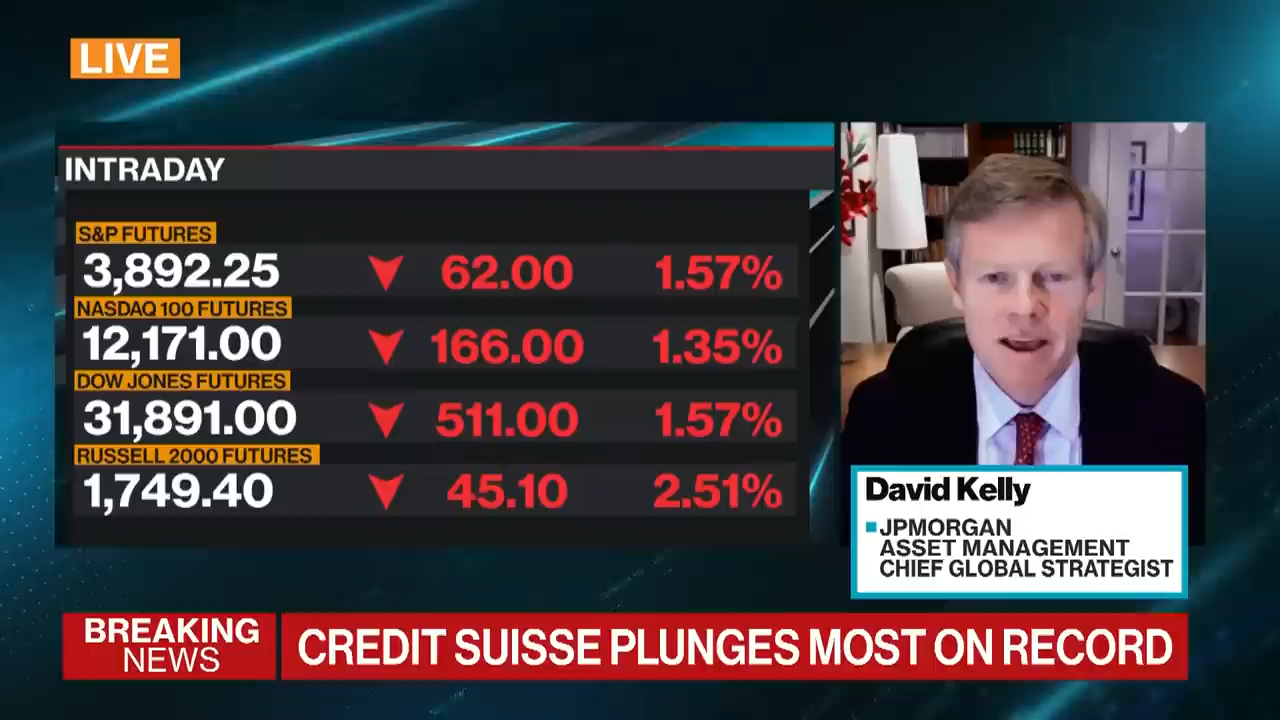 LIVE
INTRADAY
S&P FUTURES
3,892.25 62.00 1.57%
NASDAQ 100 FUTURES
12,171.00 166.00 1.35%
DOW JONES FUTURES
31,891.00 511.00 1.57%
RUSSELL 2000 FUTURES
1,749.40 45.10 2.51%
David Kelly
JPMORGAN
ASSET MANAGEMENT
CHIEF GLOBAL STRATEGIST
BREAKING
NEWS
CREDIT SUISSE PLUNGES MOST ON RECORD